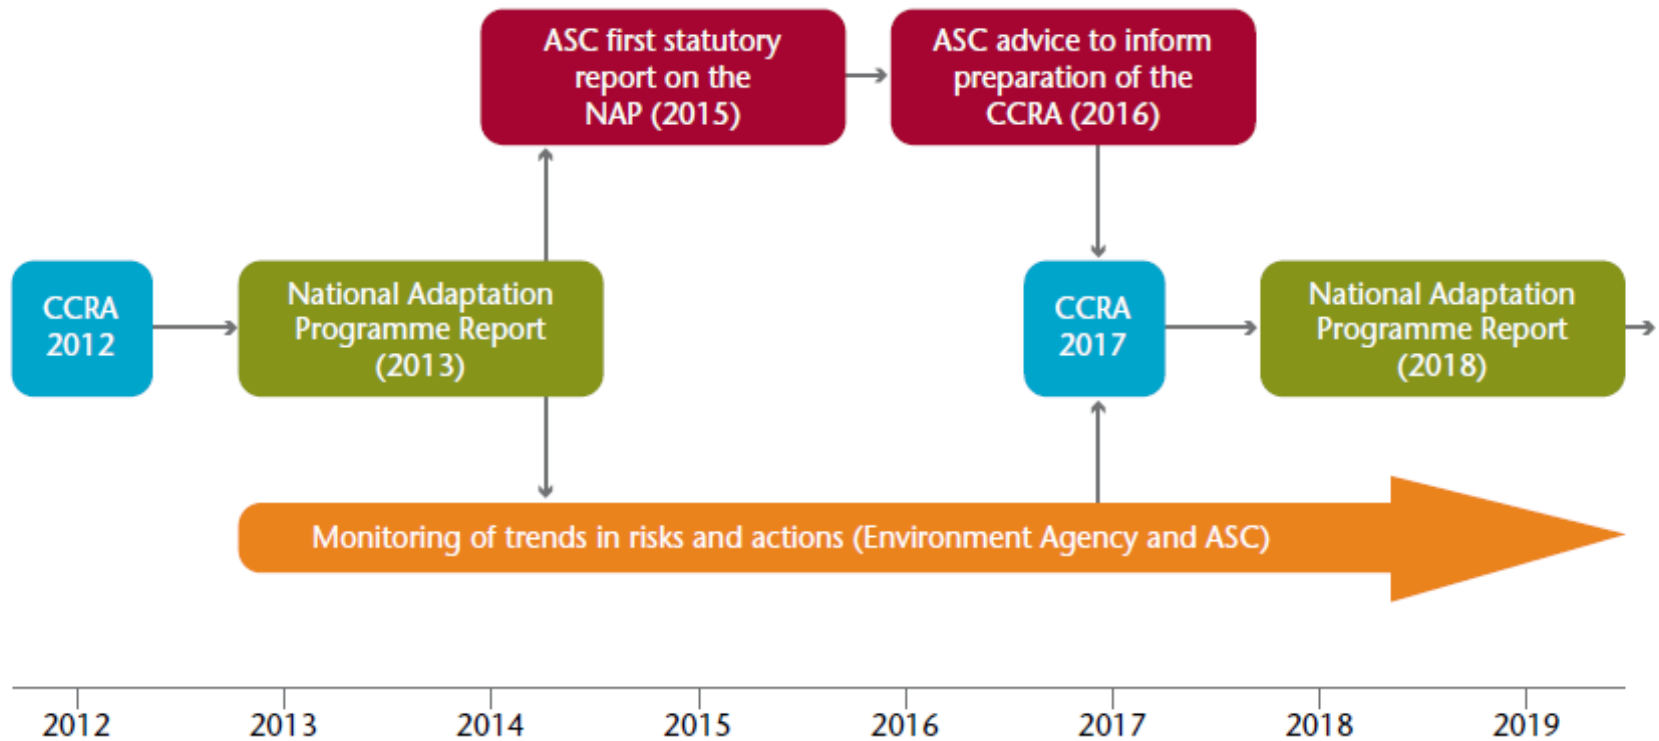 ASC first statutory
report on the
NAP (2015)
ASC advice to inform
preparation of the
CCRA (2016)
CCRA
2012
National Adaptation
Programme Report
(2013)
CCRA
2017
National Adaptation
Programme Report
(2018)
Monitoring of trends in risks and actions (Environment Agency and ASC)
2012
2013
2014
2015
2016
2017
2018
2019